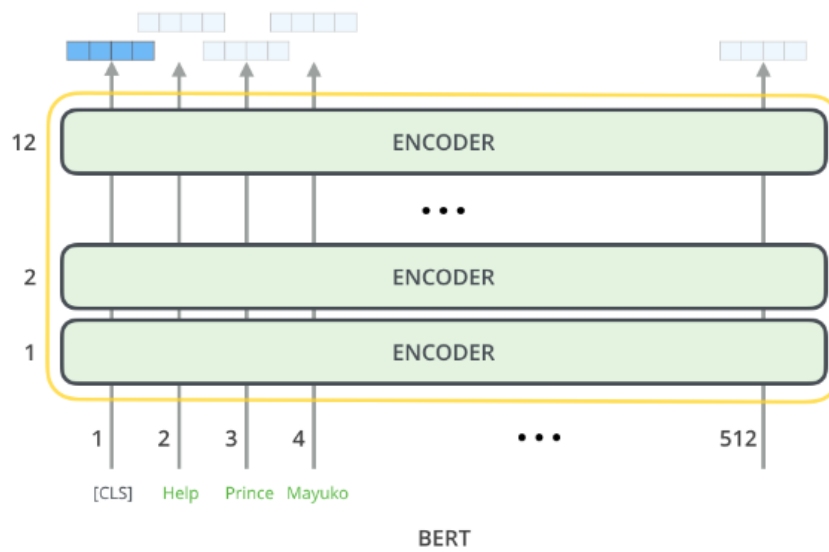 12 ENCODER
...
2 ENCODER
1 ENCODER
1 2 3 4 ... 512
[CLS] Help Prince Mayuko
BERT